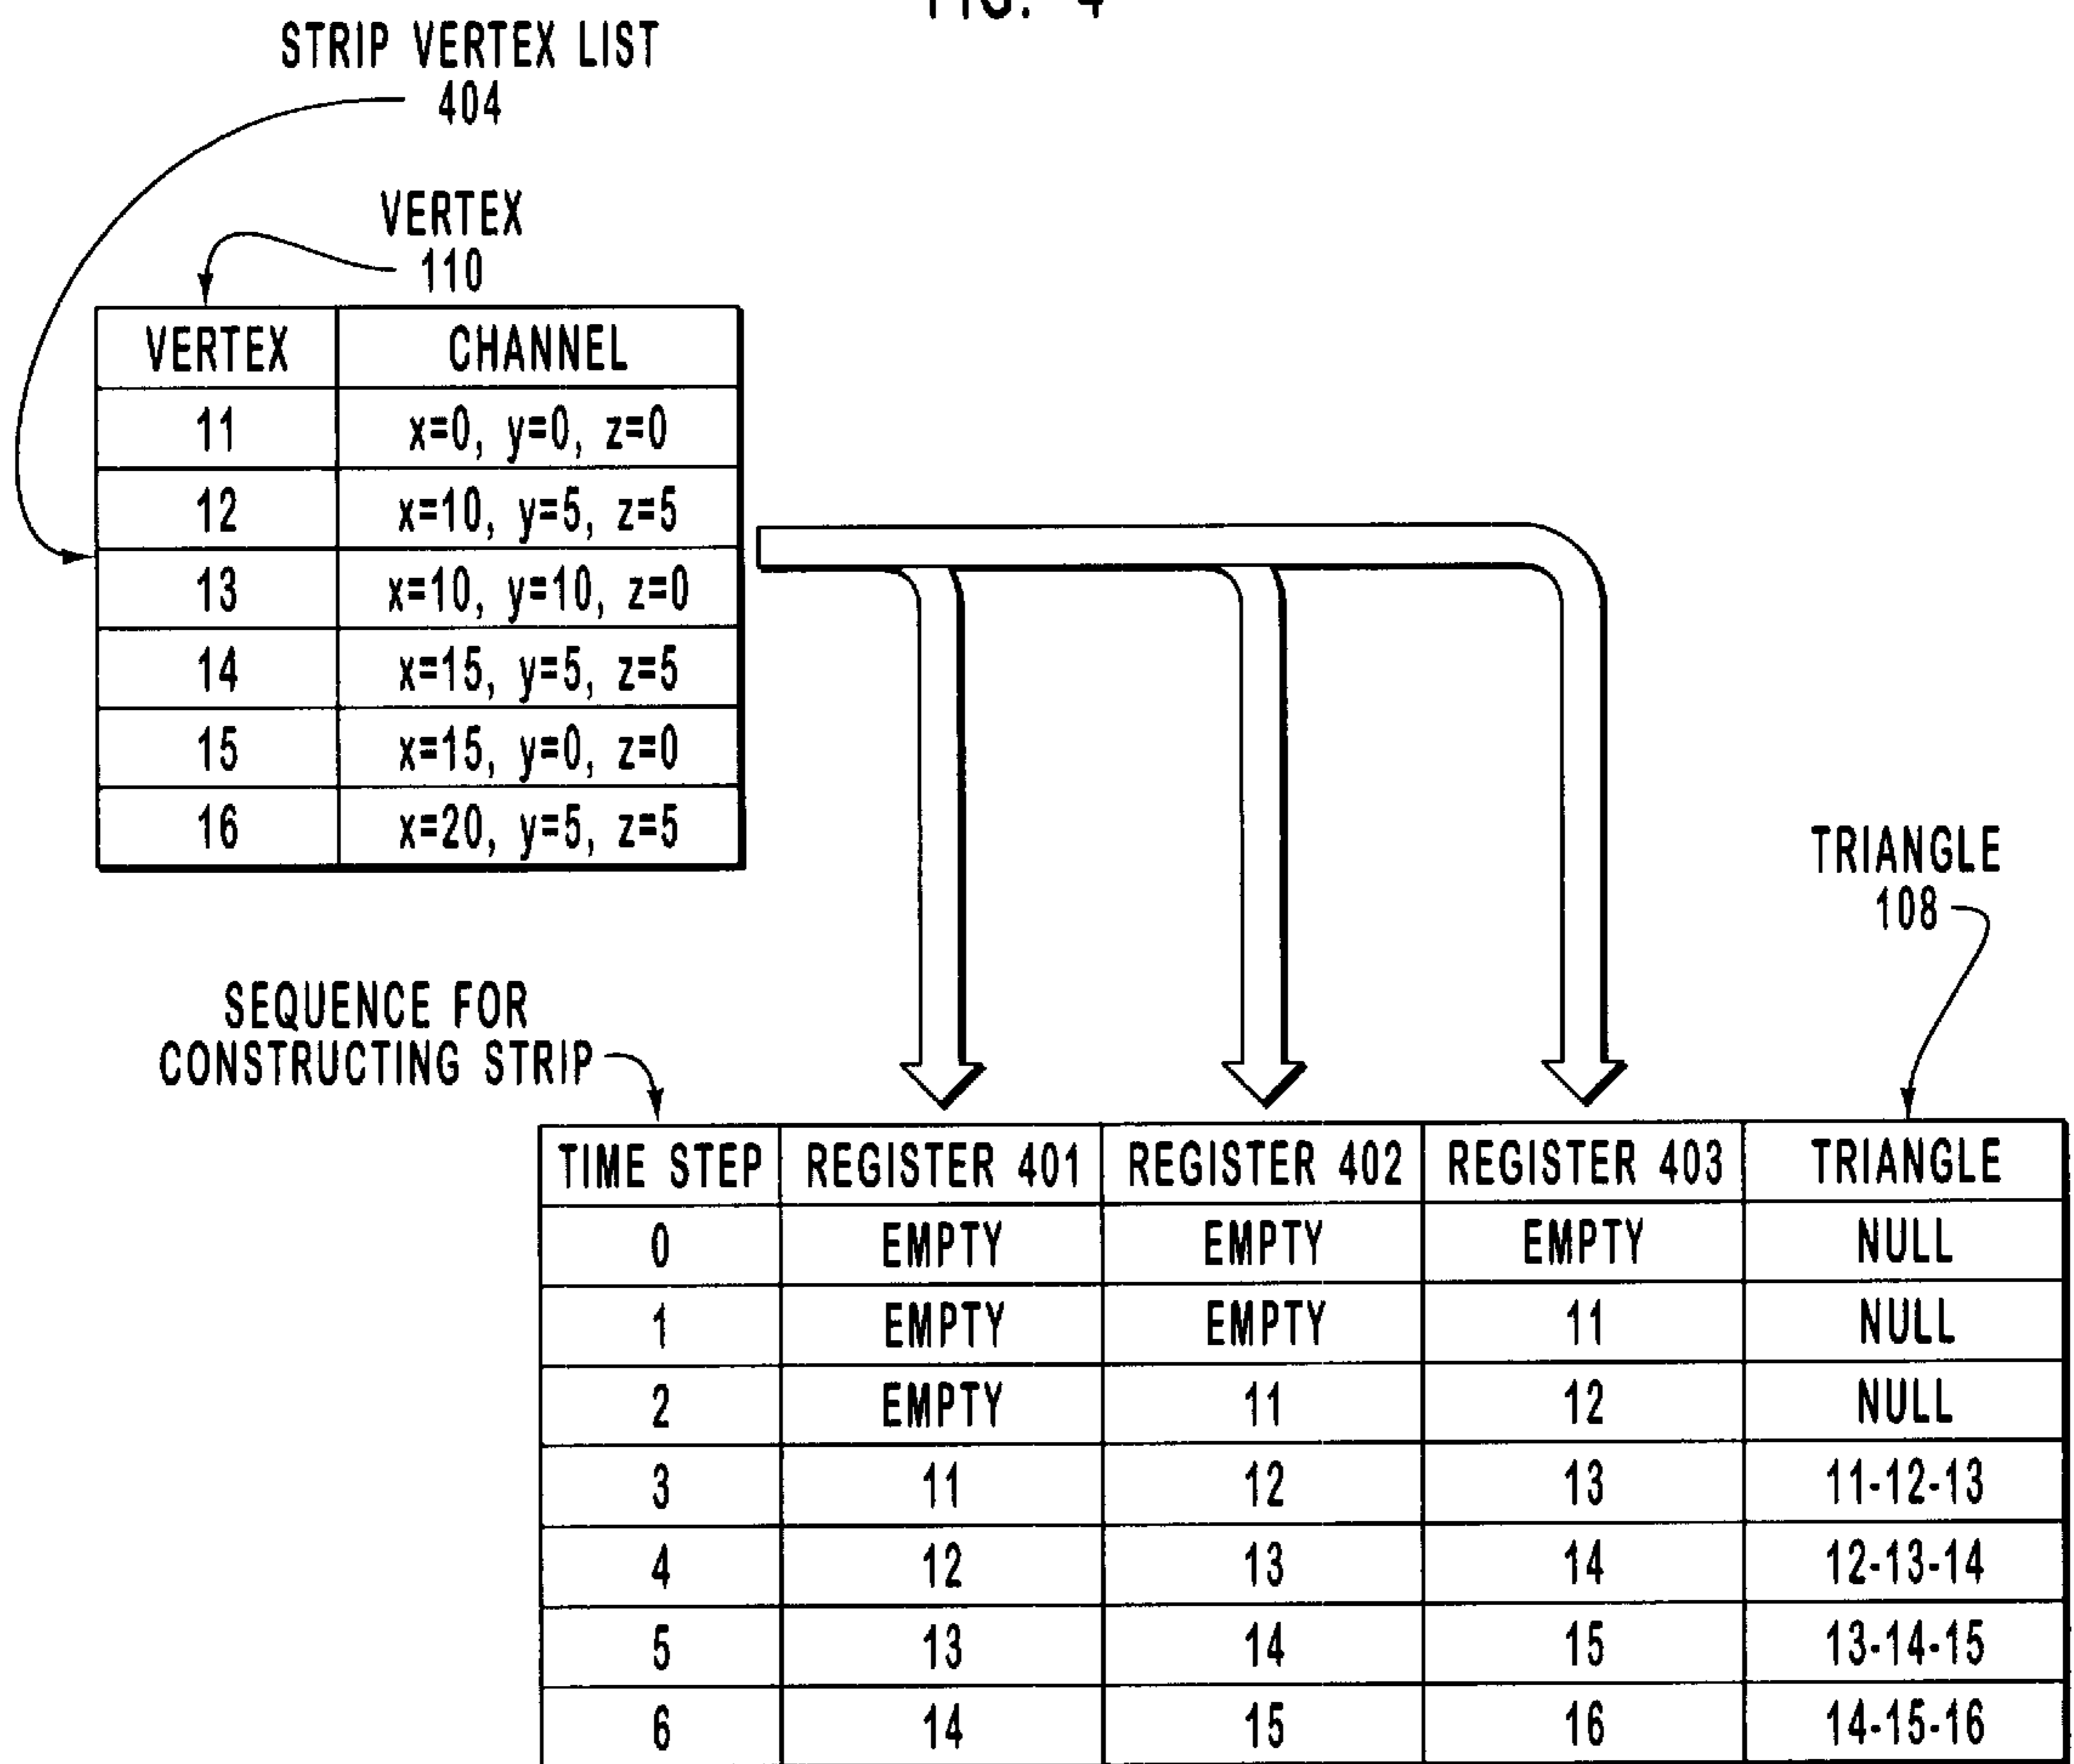 FIG. 4
STRIP VERTEX LIST
404
VERTEX
110
VERTEX CHANNEL
11 x=0, y=0, z=0
12 x=10, y=5, z=5
13 x=10, y=10, z=0
14 x=15, y=5, z=5
15 x=15, y=0, z=0
16 x=20, y=5, z=5
TRIANGLE
108
SEQUENCE FOR
CONSTRUCTING STRIP
TIME STEP REGISTER 401 REGISTER 402 REGISTER 403 TRIANGLE
0 EMPTY EMPTY EMPTY NULL
1 EMPTY EMPTY 11 NULL
2 EMPTY 11 12 NULL
3 11 12 13 11-12-13
4 12 13 14 12-13-14
5 13 14 15 13-14-15
6 14 15 16 14-15-16